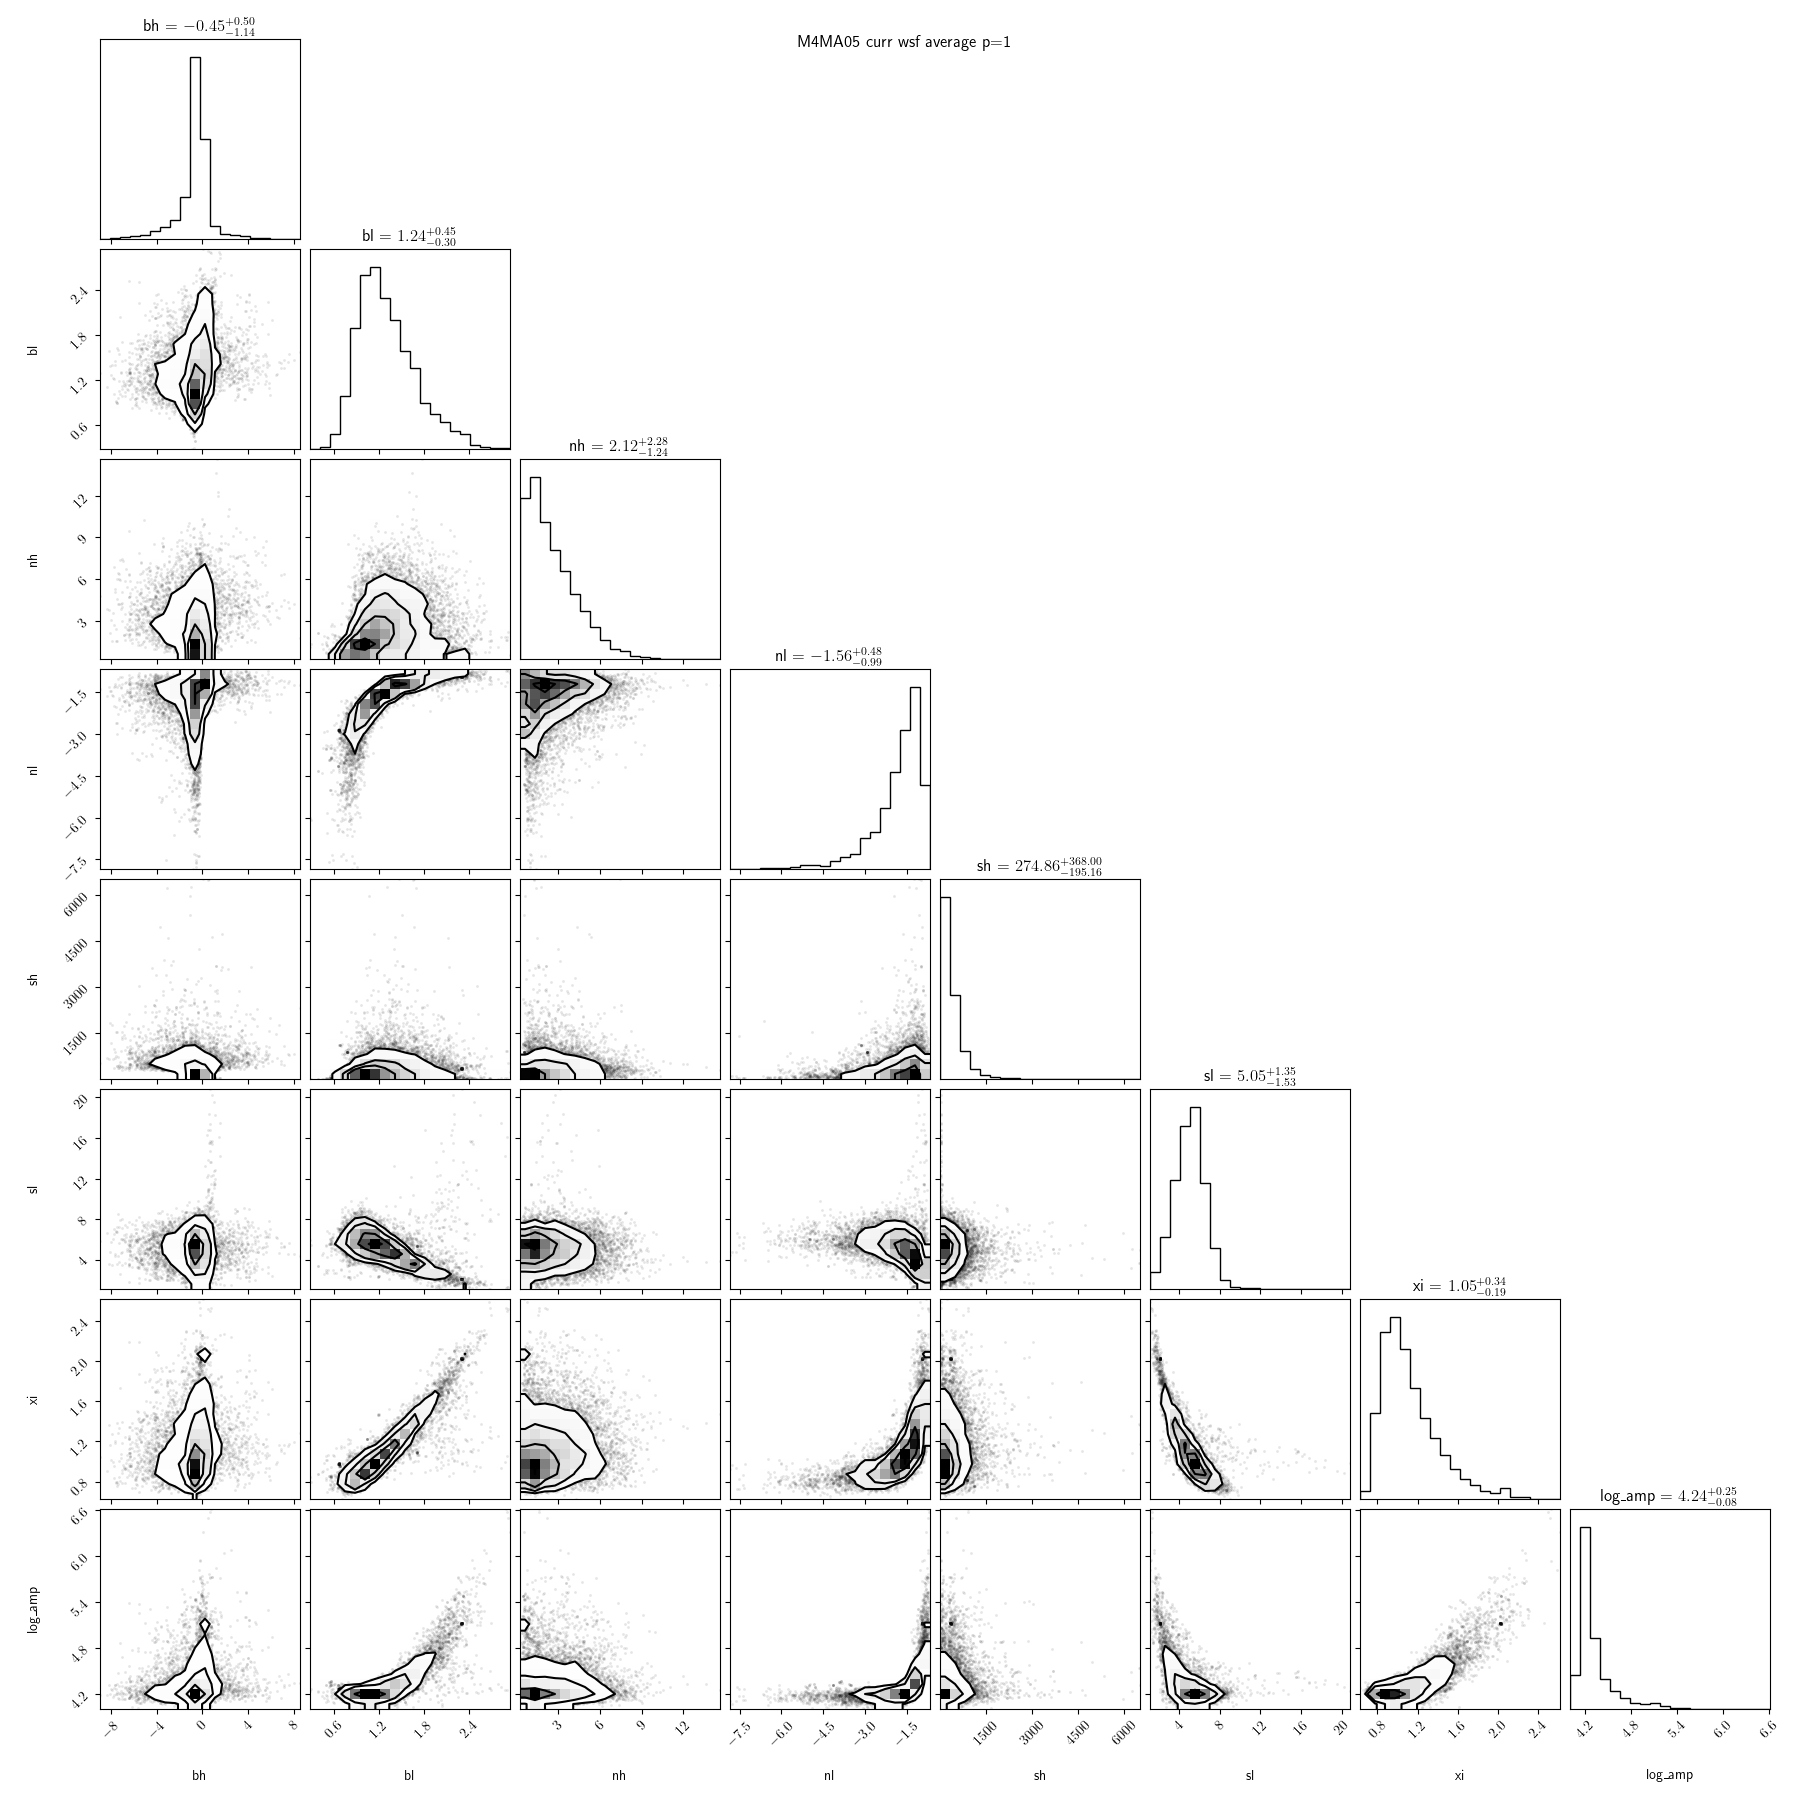 bh = −0.45 +0.50 −1.14
M4MA05 curr wsf average p=1
bl = 1.24 +0.45 −0.30
2.4
1.8
1.2
0.6
bl
nh = 2.12 +2.28 −1.24
12
9
6
3
nh
nl = −1.56 +0.48 −0.99
−1.5
−3.0
−4.5
−6.0
−7.5
nl
sh = 274.86 +368.00 −195.16
6000
4500
3000
1500
sh
sl = 5.05 +1.35 −1.53
20
16
12
8
4
sl
xi = 1.05 +0.34 −0.19
2.4
2.0
1.6
1.2
0.8
xi
log_amp = 4.24 +0.25 −0.08
6.6
6.0
5.4
4.8
4.2
log_amp
−8 −4 0 4 8
0.6 1.2 1.8 2.4
3 6 9 12
−7.5 −6.0 −4.5 −3.0 −1.5
1500 3000 4500 6000
4 8 12 16 20
0.8 1.2 1.6 2.0 2.4
4.2 4.8 5.4 6.0 6.6
bh bl nh nl sh sl xi log_amp